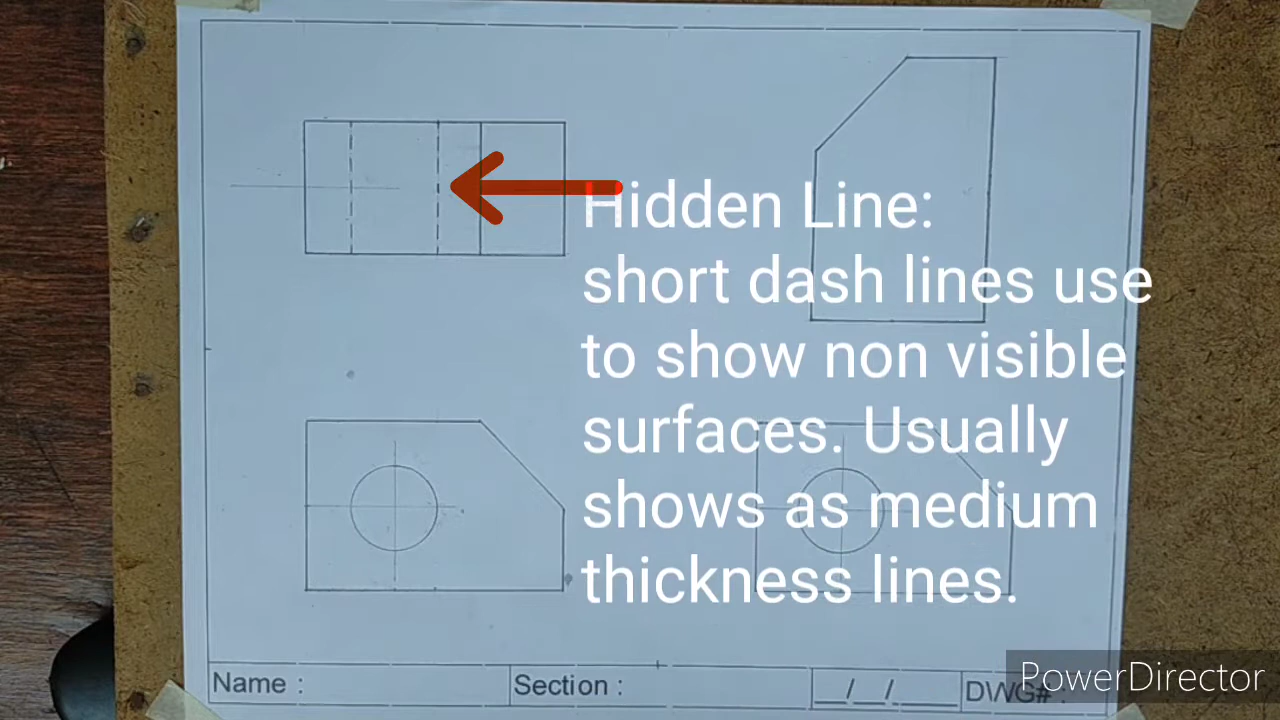 Hidden Line:
short dash lines use
to show non visible
surfaces. Usually
shows as medium
thickness lines.
Name :
Section :
__/__/____
DWG# :
PowerDirector